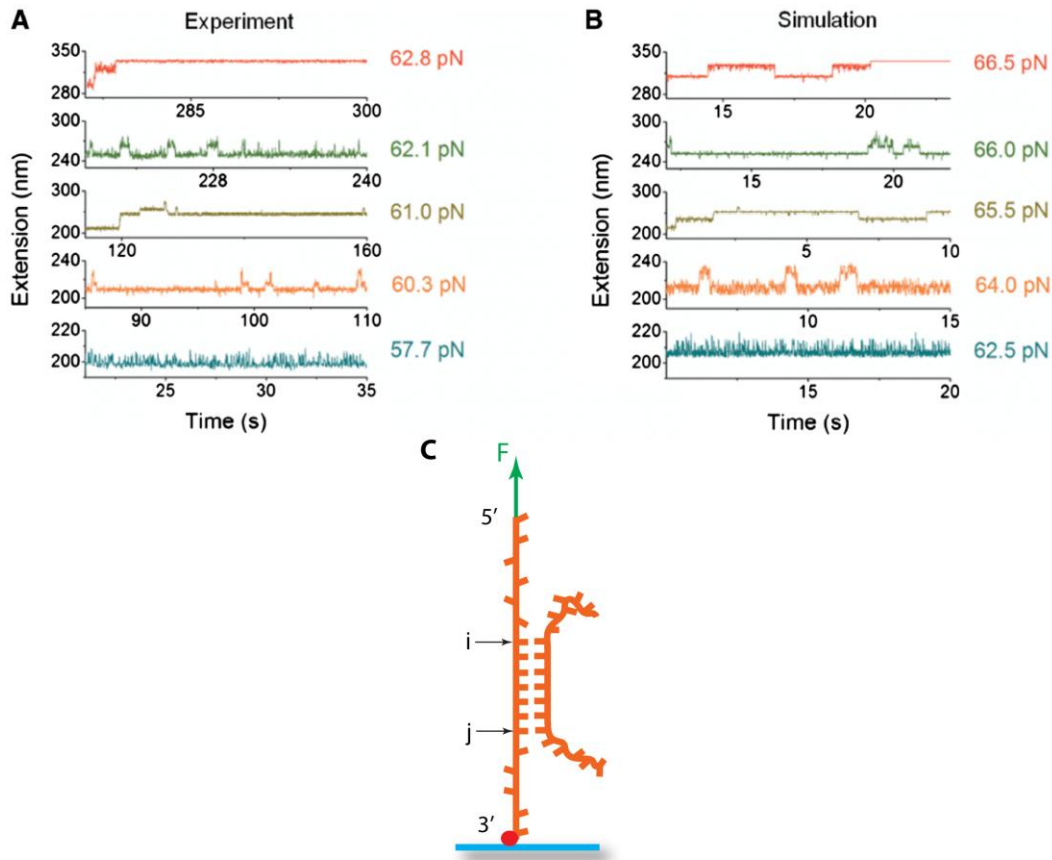 A
Experiment
350
280
285
300
62.8 pN
300
240
228
240
62.1 pN
300
200
120
160
61.0 pN
240
200
90
100
110
60.3 pN
220
200
25
30
35
57.7 pN
Extension (nm)
Time (s)
B
Simulation
350
280
15
20
66.5 pN
300
240
15
20
66.0 pN
300
200
5
10
65.5 pN
240
200
10
15
64.0 pN
220
200
15
20
62.5 pN
Extension (nm)
Time (s)
C
F
5′
i
j
3′